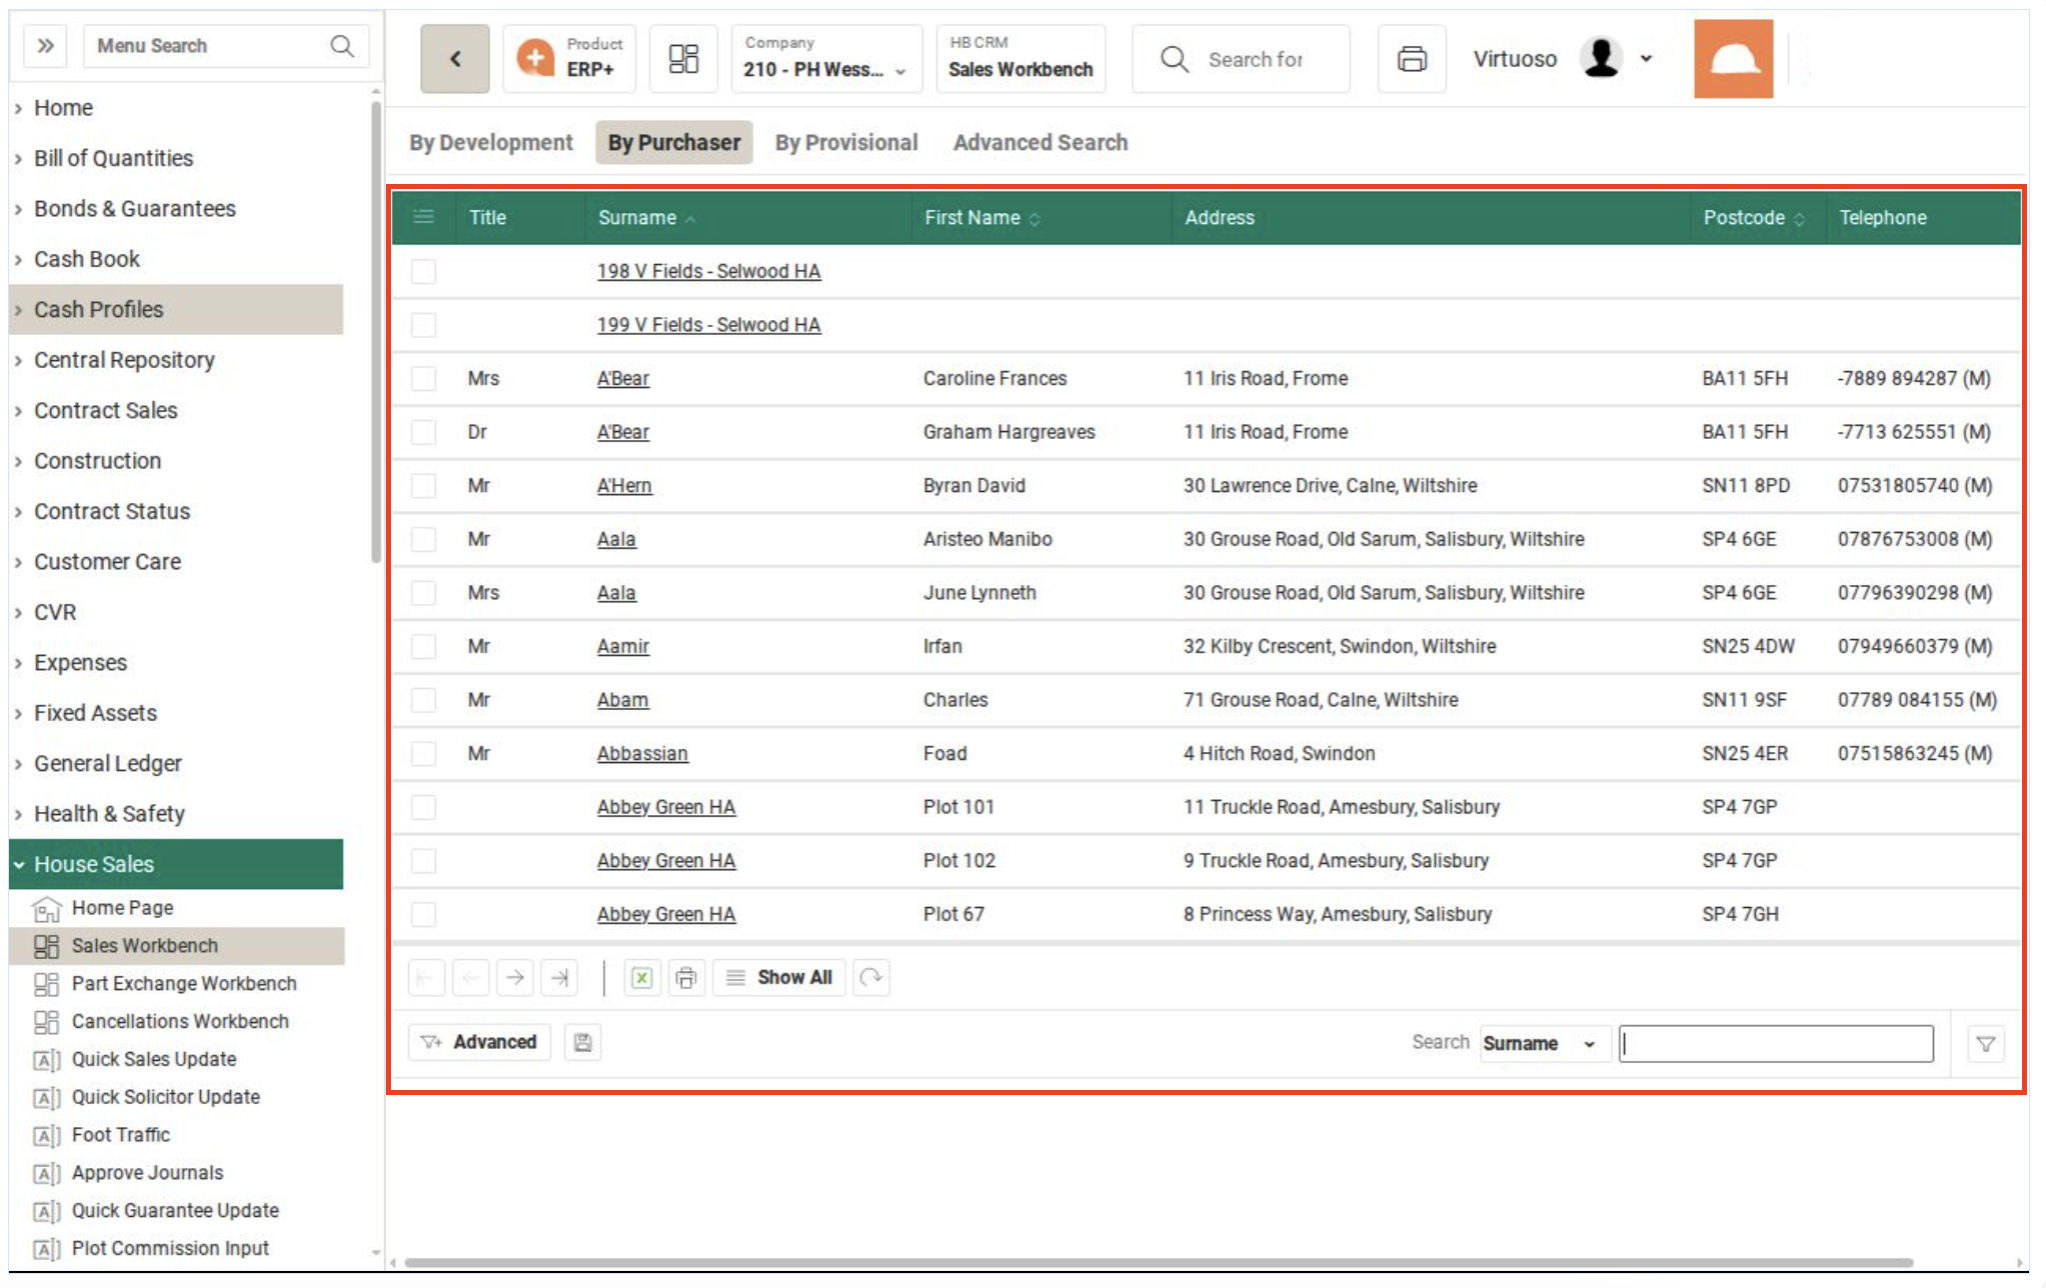 Menu Search
Product
ERP+
Company
210 - PH Wess...
HB CRM
Sales Workbench
Search for
Virtuoso
Home
Bill of Quantities
Bonds & Guarantees
Cash Book
Cash Profiles
Central Repository
Contract Sales
Construction
Contract Status
Customer Care
CVR
Expenses
Fixed Assets
General Ledger
Health & Safety
House Sales
Home Page
Sales Workbench
Part Exchange Workbench
Cancellations Workbench
Quick Sales Update
Quick Solicitor Update
Foot Traffic
Approve Journals
Quick Guarantee Update
Plot Commission Input
By Development By Purchaser By Provisional Advanced Search
Title Surname First Name Address Postcode Telephone
198 V Fields - Selwood HA
199 V Fields - Selwood HA
Mrs A'Bear Caroline Frances 11 Iris Road, Frome BA11 5FH -7889 894287 (M)
Dr A'Bear Graham Hargreaves 11 Iris Road, Frome BA11 5FH -7713 625551 (M)
Mr A'Hern Byran David 30 Lawrence Drive, Calne, Wiltshire SN11 8PD 07531805740 (M)
Mr Aala Aristeo Manibo 30 Grouse Road, Old Sarum, Salisbury, Wiltshire SP4 6GE 07876753008 (M)
Mrs Aala June Lynneth 30 Grouse Road, Old Sarum, Salisbury, Wiltshire SP4 6GE 07796390298 (M)
Mr Aamir Irfan 32 Kilby Crescent, Swindon, Wiltshire SN25 4DW 07949660379 (M)
Mr Abam Charles 71 Grouse Road, Calne, Wiltshire SN11 9SF 07789 084155 (M)
Mr Abbassian Foad 4 Hitch Road, Swindon SN25 4ER 07515863245 (M)
Abbey Green HA Plot 101 11 Truckle Road, Amesbury, Salisbury SP4 7GP
Abbey Green HA Plot 102 9 Truckle Road, Amesbury, Salisbury SP4 7GP
Abbey Green HA Plot 67 8 Princess Way, Amesbury, Salisbury SP4 7GH
Show All
Advanced Search Surname